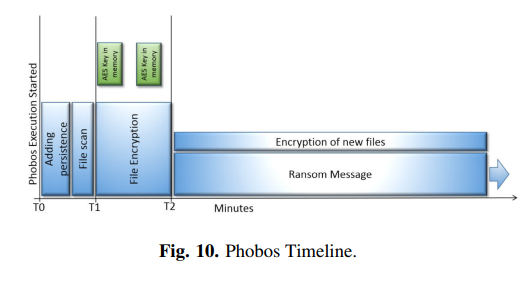 Phobos Execution Started
Adding
persistence
File scan
AES Key in
memory
AES Key in
memory
File Encryption
Encryption of new files
Ransom Message
T0
T1
T2
Minutes
Fig. 10. Phobos Timeline.